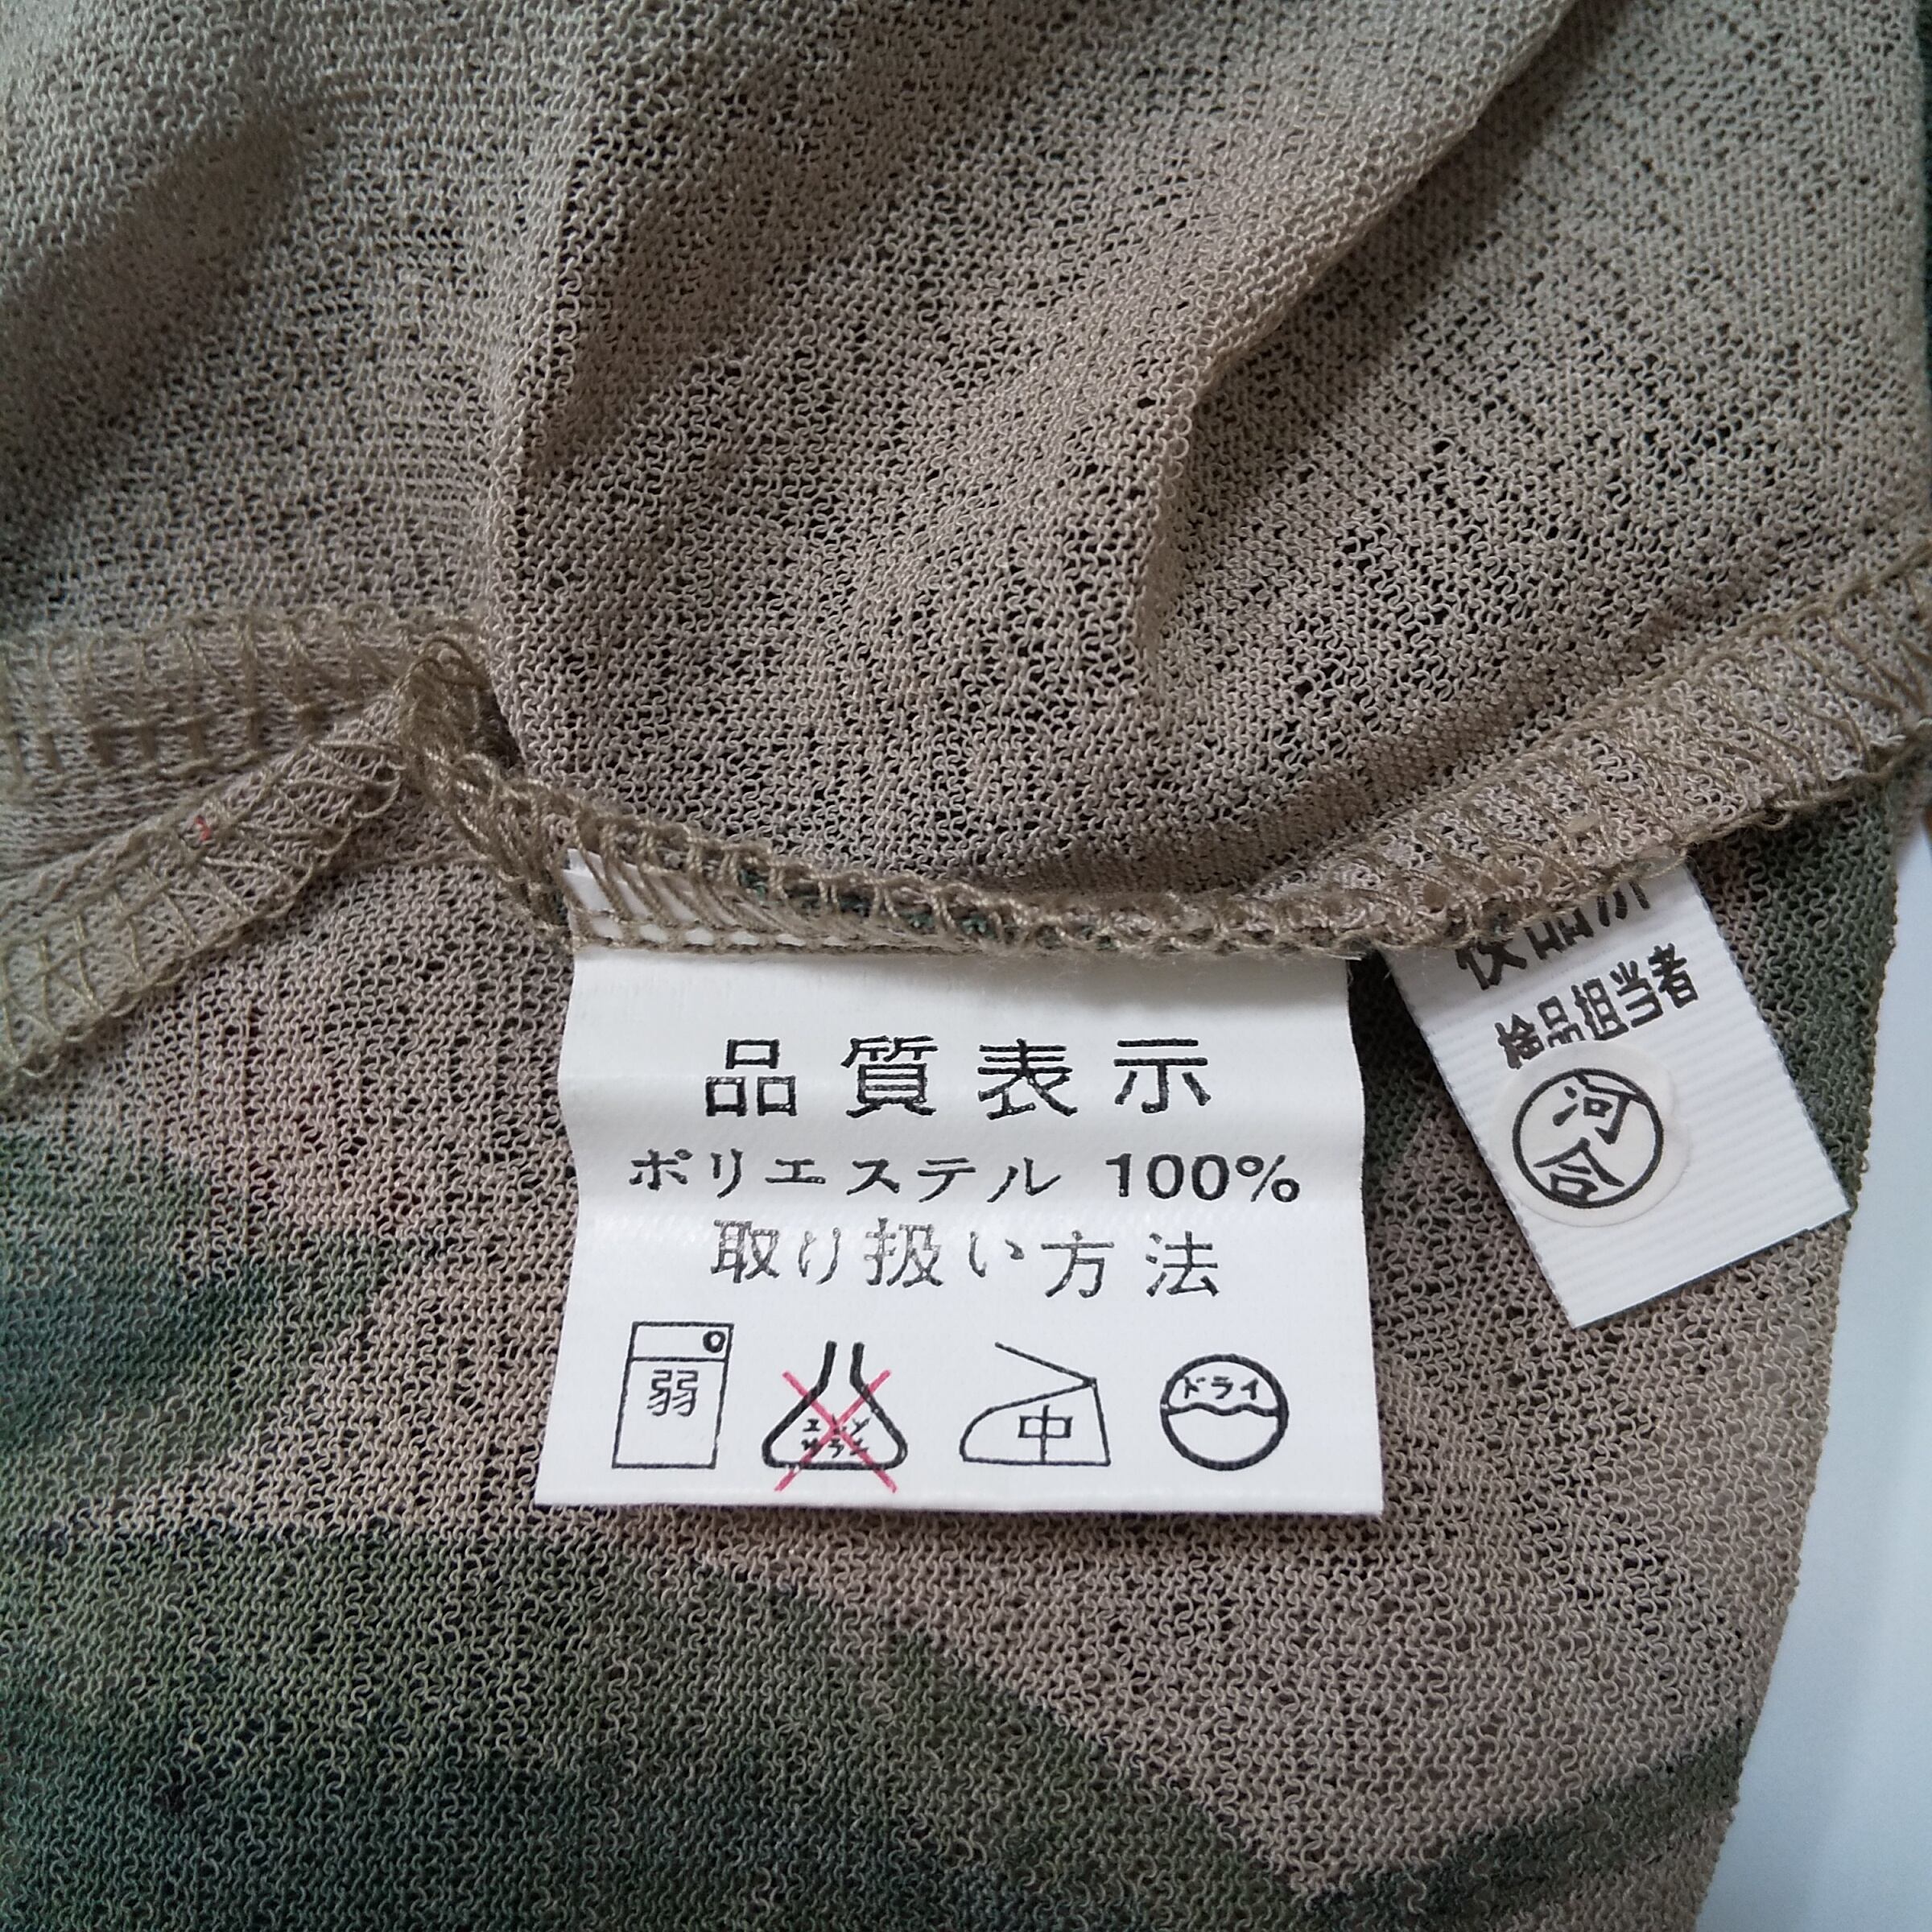 品質表示
ポリエステル 100%
取り扱い方法
弱
エンソ
サラシ
中
ドライ
検品担当者
河合